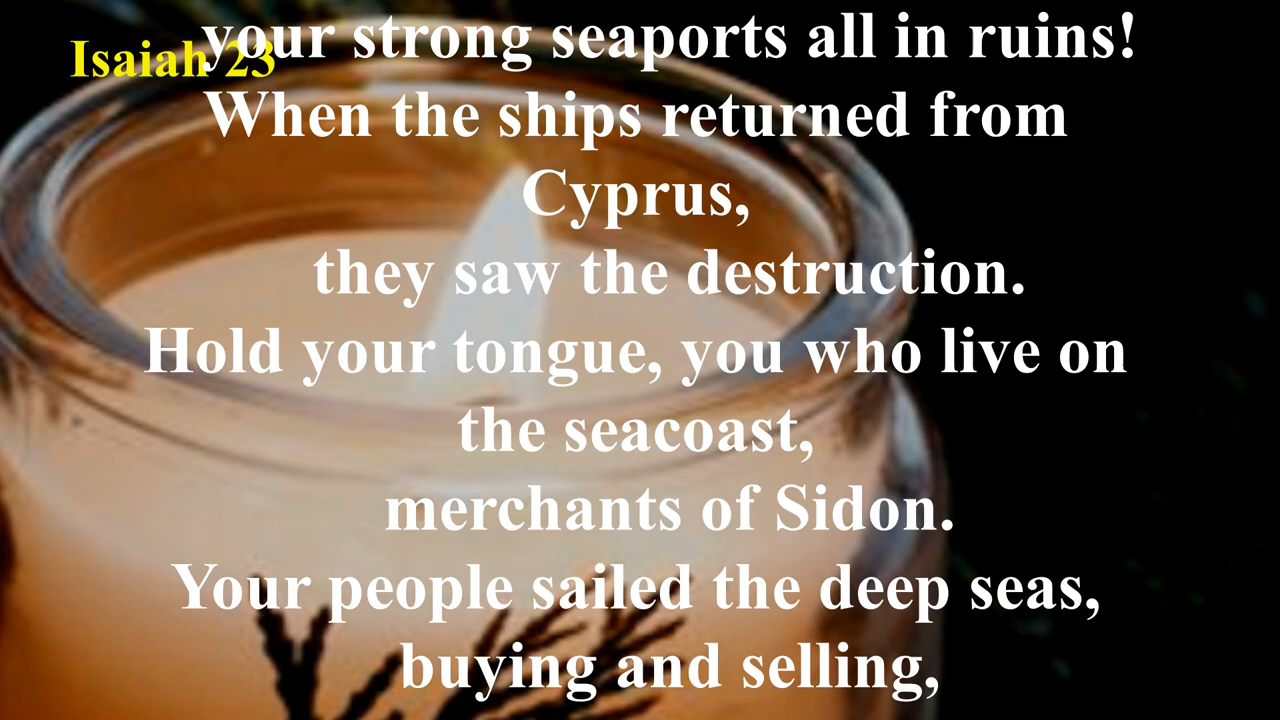 Isaiah 23
your strong seaports all in ruins!
When the ships returned from
Cyprus,
they saw the destruction.
Hold your tongue, you who live on
the seacoast,
merchants of Sidon.
Your people sailed the deep seas,
buying and selling,